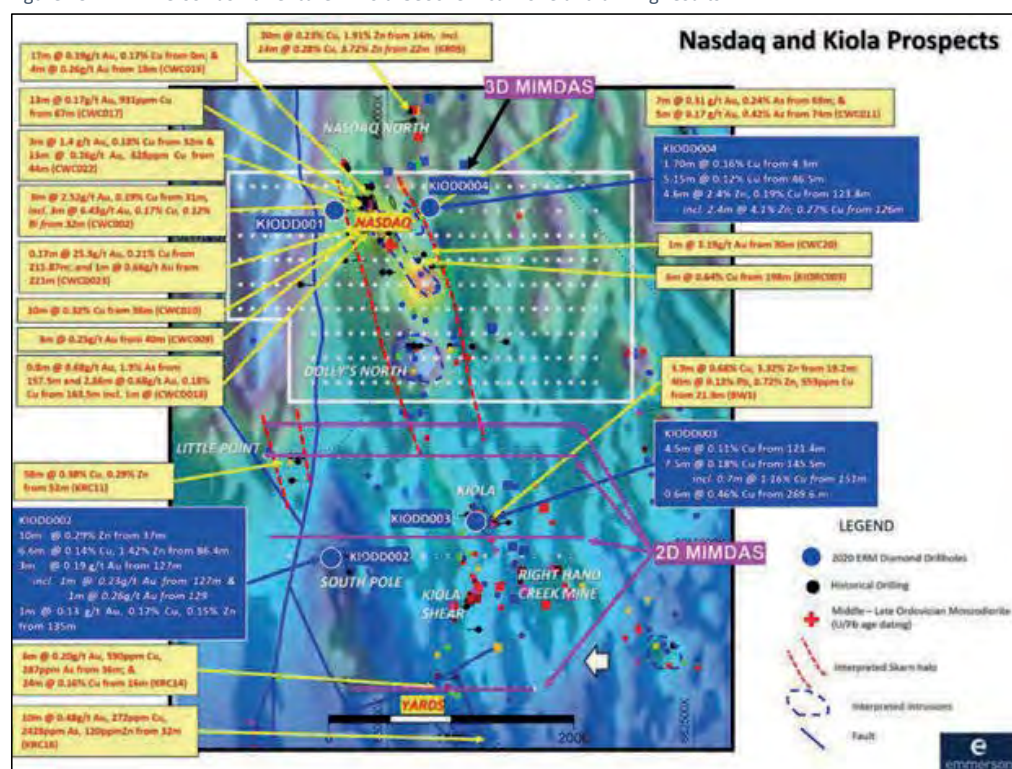 Nasdaq and Kiola Prospects
30m @ 0.23% Cu, 1.91% Zn from 14m, incl.
14m @ 0.28% Cu, 3.72% Zn from 22m (KR06)
17m @ 0.19g/t Au, 0.17% Cu from 0m; &
4m @ 0.26g/t Au from 18m (CWC016)
13m @ 0.17g/t Au, 931ppm Cu
from 67m (CWC017)
3m @ 1.4 g/t Au, 0.18% Cu from 32m &
15m @ 0.26g/t Au, 828ppm Cu from
44m (CWC022)
3m @ 2.52g/t Au, 0.19% Cu from 31m,
incl. 1m @ 6.43g/t Au, 0.17% Cu, 0.12%
Bi from 32m (CWC002)
0.17m @ 25.3g/t Au, 0.21% Cu from
211.87m; and 1m @ 0.66g/t Au from
221m (CWCD023)
10m @ 0.32% Cu from 36m (CWC010)
3m @ 0.25g/t Au from 40m (CWC009)
0.8m @ 0.68g/t Au, 1.9% As from
157.5m and 2.86m @ 0.68g/t Au, 0.18%
Cu from 163.5m incl. 1m @ (CWCD018)
3D MIMDAS
NASDAQ NORTH
7m @ 0.31 g/t Au, 0.24% As from 68m; &
5m @ 0.17 g/t Au, 0.42% As from 74m (CWC011)
KIODD004
1.70m @ 0.16% Cu from 4.3m
5.15m @ 0.12% Cu from 46.5m
4.6m @ 2.4% Zn, 0.19% Cu from 123.8m
incl. 2.4m @ 4.1% Zn; 0.27% Cu from 126m
KIODD004
KIODD001
NASDAQ
1m @ 3.19g/t Au from 90m (CWC20)
6m @ 0.64% Cu from 198m (KIORC003)
DOLLY'S NORTH
3.3m @ 0.68% Cu, 3.32% Zn from 19.2m;
40m @ 0.12% Pb, 0.72% Zn, 553ppm Cu
from 21.9m (BW1)
LITTLE POINT
58m @ 0.38% Cu, 0.29% Zn
from 52m (KRC11)
KIODD003
4.5m @ 0.11% Cu from 121.4m
7.5m @ 0.18% Cu from 145.5m
incl. 0.7m @ 1.16% Cu from 151m
0.6m @ 0.46% Cu from 269.6 m
KIOLA
KIODD003
KIODD002
10m @ 0.29% Zn from 37m
6.6m @ 0.14% Cu, 1.42% Zn from 86.4m
3m @ 0.19 g/t Au from 127m
incl. 1m @ 0.23g/t Au from 127m &
1m @ 0.26g/t Au from 129
1m @ 0.13 g/t Au, 0.17% Cu, 0.15% Zn
from 135m
KIODD002
SOUTH POLE
2D MIMDAS
RIGHT HAND
CREEK MINE
KIOLA
SHEAR
6m @ 0.20g/t Au, 590ppm Cu,
287ppm As from 36m; &
24m @ 0.16% Cu from 16m (KRC14)
10m @ 0.48g/t Au, 272ppm Cu,
2428ppm As, 120ppmZn from 32m
(KRC16)
YARDS
0
LEGEND
2020 ERM Diamond Drillholes
Historical Drilling
Middle – Late Ordovician Monzodiorite
(U/Pb age dating)
Interpreted Skarn halo
Interpreted Intrusions
Fault
e
emmerson